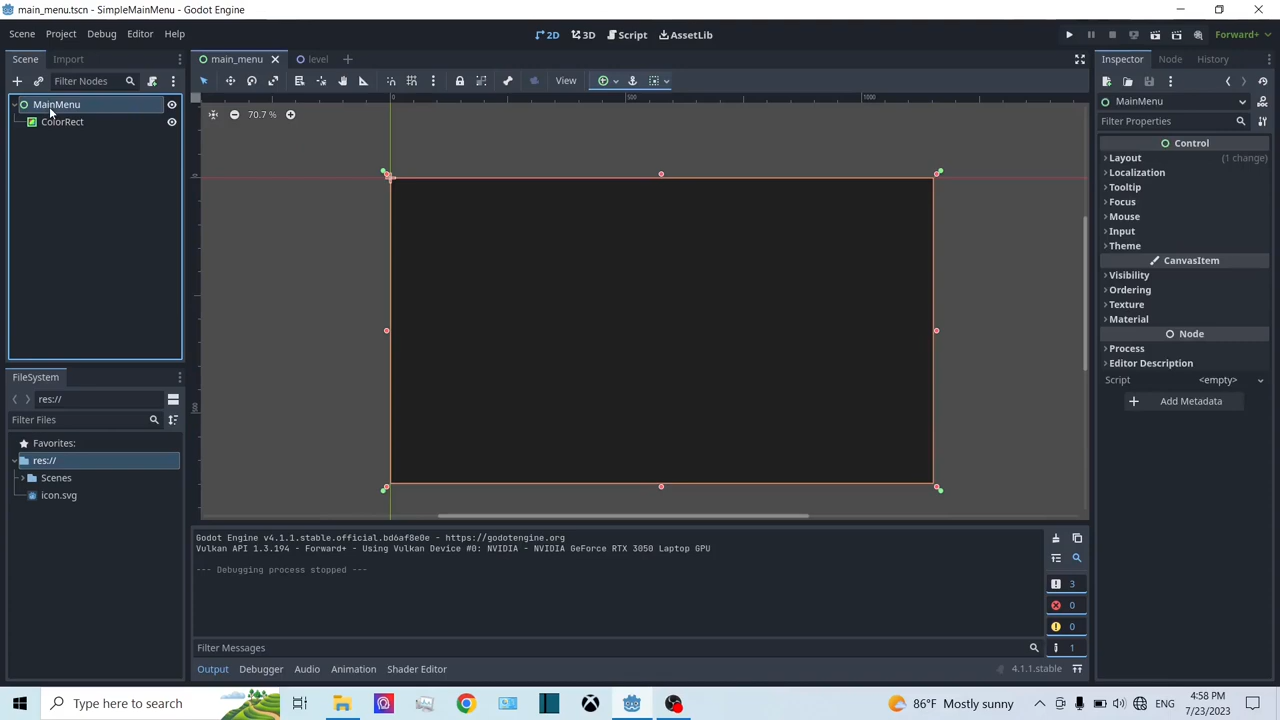 main_menu.tscn - SimpleMainMenu - Godot Engine
Scene Project Debug Editor Help
2D 3D Script AssetLib
Forward+
Scene Import
main_menu level
Inspector Node History
Filter Nodes
View
MainMenu
ColorRect
0 500 1000
70.7 %
0
500
MainMenu
Filter Properties
Control
Layout (1 change)
Localization
Tooltip
Focus
Mouse
Input
Theme
CanvasItem
Visibility
Ordering
Texture
Material
Node
Process
Editor Description
Script <empty>
Add Metadata
FileSystem
res://
Filter Files
Favorites:
res://
Scenes
icon.svg
Godot Engine v4.1.1.stable.official.bd6af8e0e - https://godotengine.org
Vulkan API 1.3.194 - Forward+ - Using Vulkan Device #0: NVIDIA - NVIDIA GeForce RTX 3050 Laptop GPU
--- Debugging process stopped ---
3
0
0
1
Filter Messages
Output Debugger Audio Animation Shader Editor
4.1.1.stable
Type here to search
86°F Mostly sunny
4:58 PM
7/23/2023